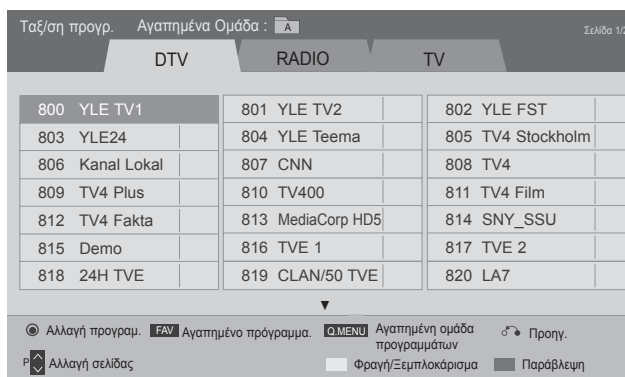 Ταξ/ση προγρ. Αγαπημένα Ομάδα : A Σελίδα 1/2
DTV RADIO TV
800 YLE TV1 801 YLE TV2 802 YLE FST
803 YLE24 804 YLE Teema 805 TV4 Stockholm
806 Kanal Lokal 807 CNN 808 TV4
809 TV4 Plus 810 TV400 811 TV4 Film
812 TV4 Fakta 813 MediaCorp HD5 814 SNY_SSU
815 Demo 816 TVE 1 817 TVE 2
818 24H TVE 819 CLAN/50 TVE 820 LA7
▼
Αλλαγή προγραμ. FAV Αγαπημένο πρόγραμμα. Q.MENU Αγαπημένη ομάδα προγραμμάτων Προηγ.
P Αλλαγή σελίδας Φραγή/Ξεμπλοκάρισμα Παράβλεψη